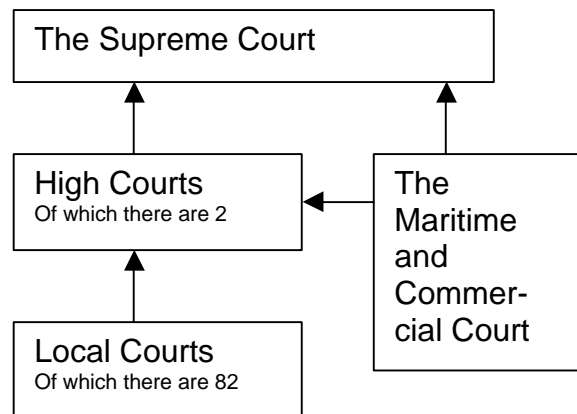 The Supreme Court
High Courts
Of which there are 2
The
Maritime
and
Commer-
cial Court
Local Courts
Of which there are 82